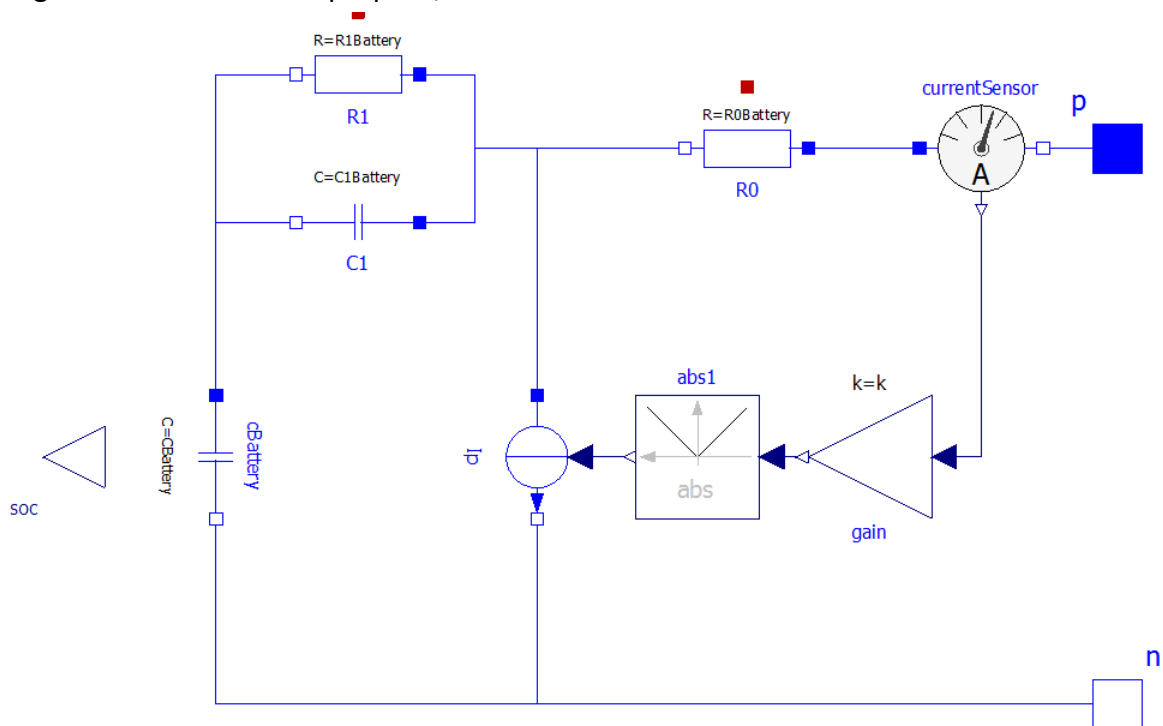 R=R1Battery
R1
C=C1Battery
C1
R=R0Battery
R0
currentSensor
A
p
abs1
abs
k=k
gain
Ip
cBattery
C=CBattery
soc
n